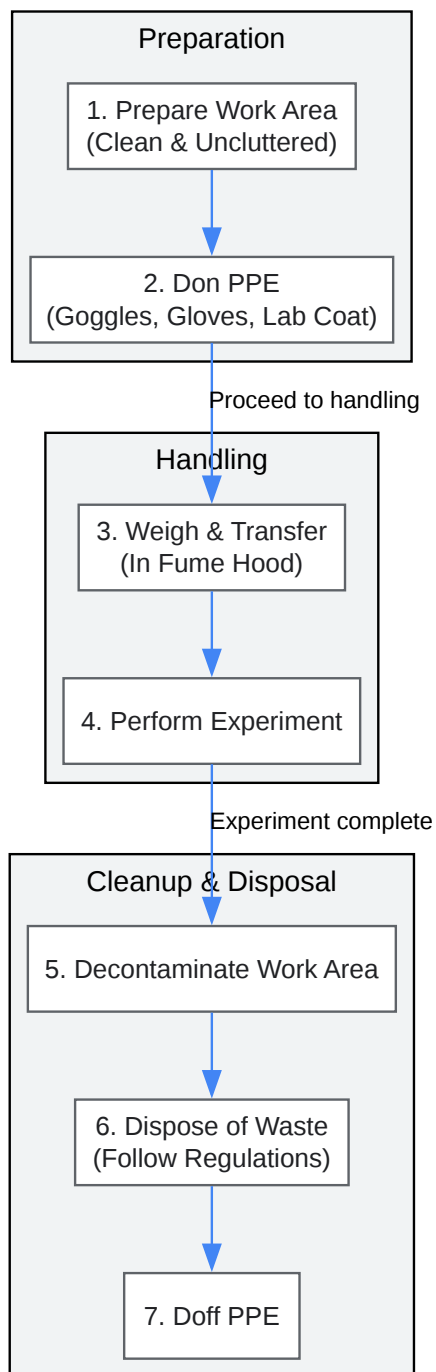 Preparation
1. Prepare Work Area
(Clean & Uncluttered)
2. Don PPE
(Goggles, Gloves, Lab Coat)
Proceed to handling
Handling
3. Weigh & Transfer
(In Fume Hood)
4. Perform Experiment
Experiment complete
Cleanup & Disposal
5. Decontaminate Work Area
6. Dispose of Waste
(Follow Regulations)
7. Doff PPE